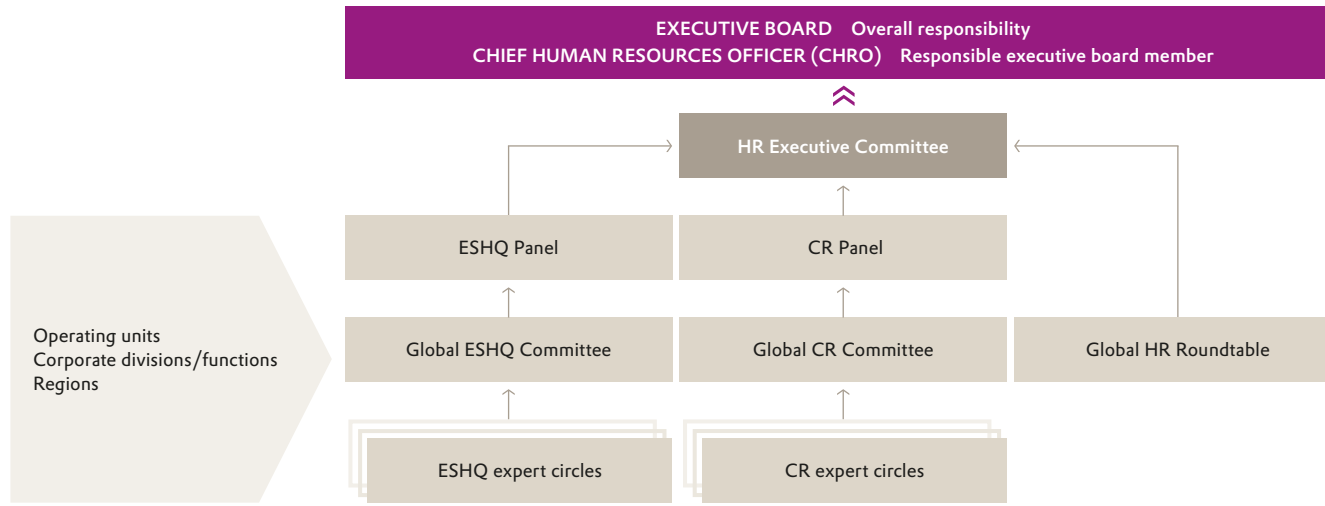 EXECUTIVE BOARD Overall responsibility
CHIEF HUMAN RESOURCES OFFICER (CHRO) Responsible executive board member
HR Executive Committee
ESHQ Panel
CR Panel
Operating units
Corporate divisions/functions
Regions
Global ESHQ Committee
Global CR Committee
Global HR Roundtable
ESHQ expert circles
CR expert circles